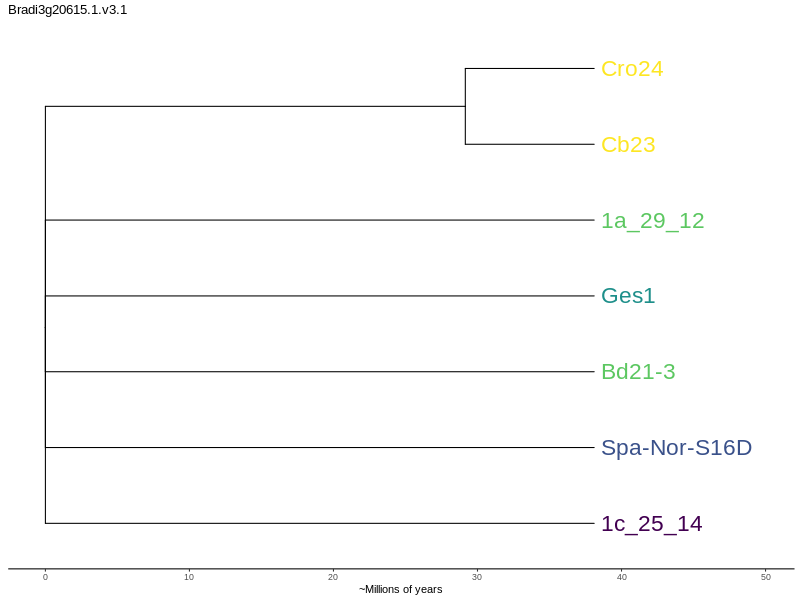 Bradi3g20615.1.v3.1
Cro24
Cb23
1a_29_12
Ges1
Bd21-3
Spa-Nor-S16D
1c_25_14
0 10 20 30 40 50
~Millions of years